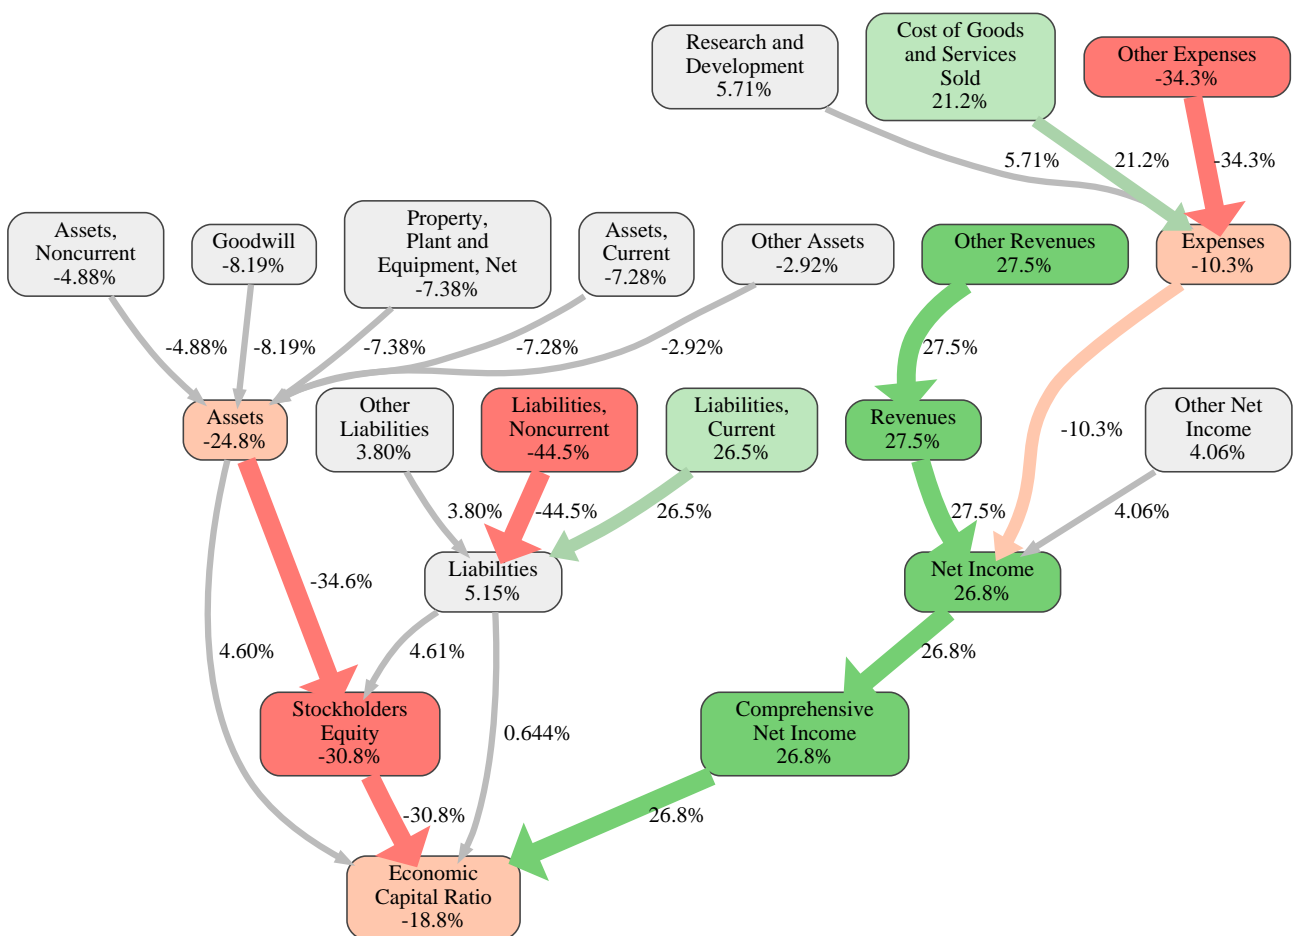 Research and
Development
5.71%
Cost of Goods
and Services
Sold
21.2%
Other Expenses
-34.3%
5.71%
21.2%
-34.3%
Assets,
Noncurrent
-4.88%
Goodwill
-8.19%
Property,
Plant and
Equipment, Net
-7.38%
Assets,
Current
-7.28%
Other Assets
-2.92%
Other Revenues
27.5%
Expenses
-10.3%
-4.88%
-8.19%
-7.38%
-7.28%
-2.92%
27.5%
-10.3%
Assets
-24.8%
Other
Liabilities
3.80%
Liabilities,
Noncurrent
-44.5%
Liabilities,
Current
26.5%
Revenues
27.5%
Other Net
Income
4.06%
3.80%
-44.5%
26.5%
27.5%
4.06%
-34.6%
Liabilities
5.15%
Net Income
26.8%
4.60%
4.61%
26.8%
Stockholders
Equity
-30.8%
0.644%
Comprehensive
Net Income
26.8%
-30.8%
26.8%
Economic
Capital Ratio
-18.8%